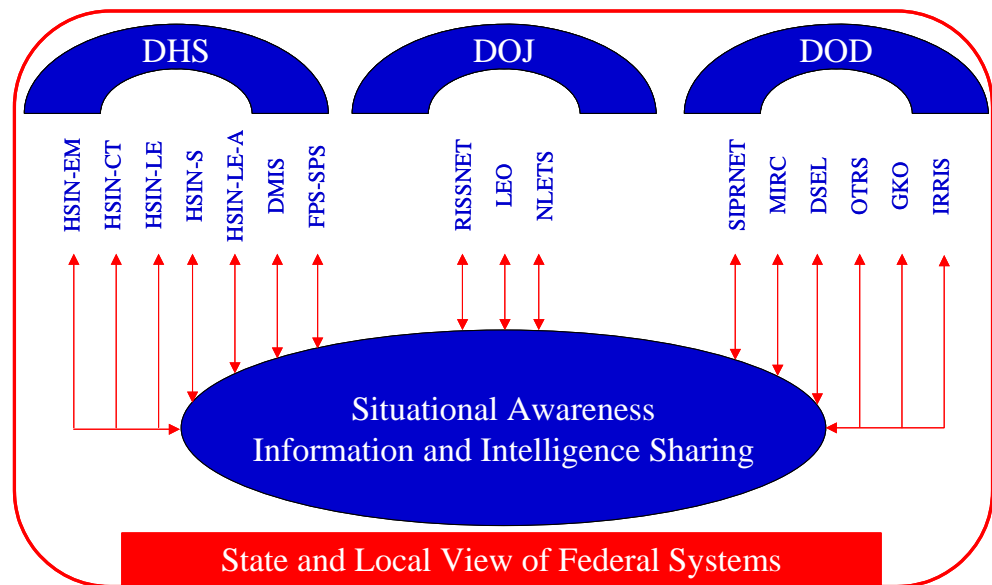 DHS
DOJ
DOD
HSIN-EM
HSIN-CT
HSIN-LE
HSIN-S
HSIN-LE-A
DMIS
FPS-SPS
RISSNET
LEO
NLETS
SIPRNET
MIRC
DSEL
OTRS
GKO
IRRIS
Situational Awareness
Information and Intelligence Sharing
State and Local View of Federal Systems